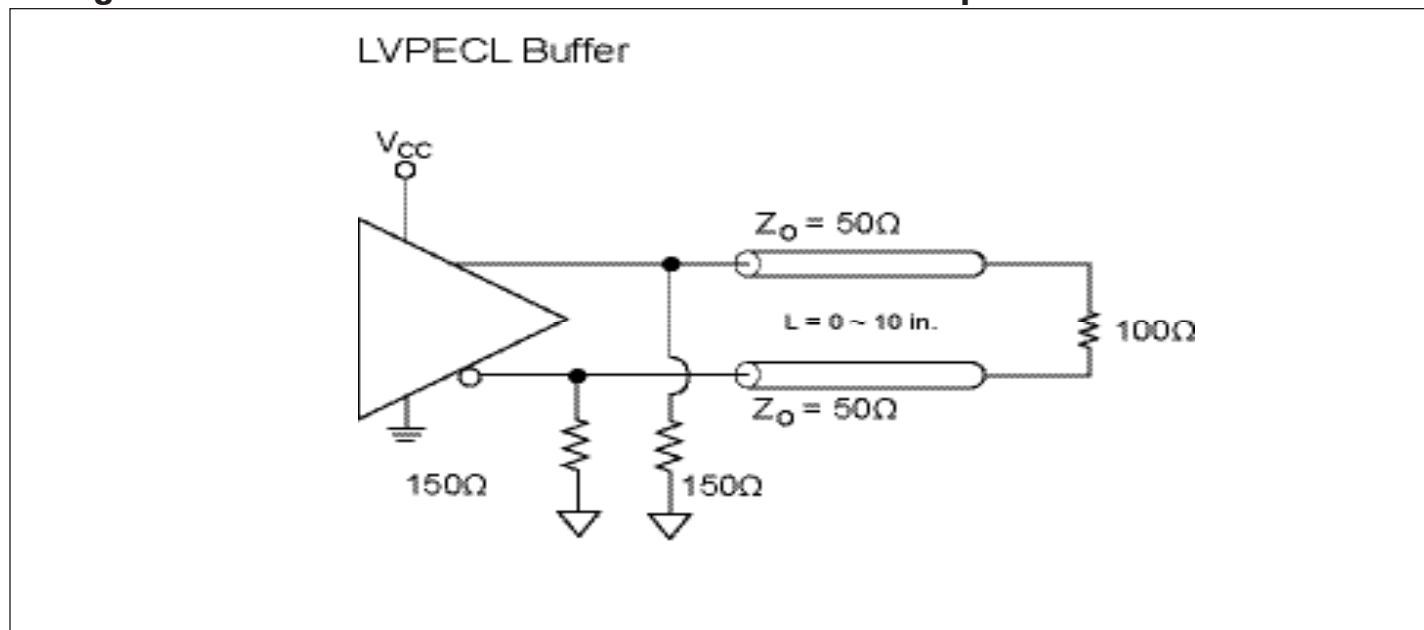 LVPECL Buffer
VCC
ZO = 50Ω
L = 0 ~ 10 in.
100Ω
ZO = 50Ω
150Ω
150Ω